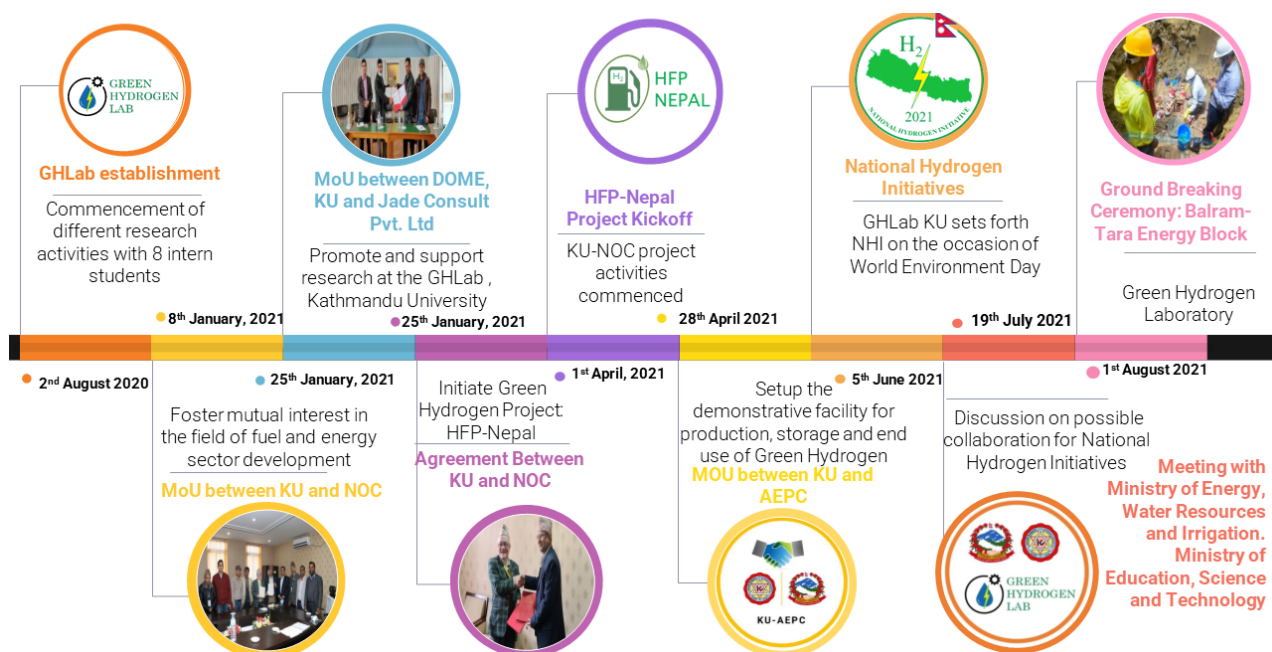 GREEN
HYDROGEN
LAB
GHLab establishment
Commencement of
different research
activities with 8 intern
students
2nd August 2020
8th January, 2021
Foster mutual interest in
the field of fuel and energy
sector development
MoU between KU and NOC
MoU between DOME,
KU and Jade Consult
Pvt. Ltd
Promote and support
research at the GHLab ,
Kathmandu University
25th January, 2021
25th January, 2021
Initiate Green
Hydrogen Project:
HFP-Nepal
Agreement Between
KU and NOC
H2
HFP
NEPAL
HFP-Nepal
Project Kickoff
KU-NOC project
activities
commenced
1st April, 2021
28th April 2021
Setup the
demonstrative facility for
production, storage and end
use of Green Hydrogen
MOU between KU and
AEPC
KU-AEPC
H2
2021
NATIONAL HYDROGEN INITIATIVE
National Hydrogen
Initiatives
GHLab KU sets forth
NHI on the occasion of
World Environment Day
5th June 2021
19th July 2021
Discussion on possible
collaboration for National
Hydrogen Initiatives
Meeting with
Ministry of Energy,
Water Resources
and Irrigation.
Ministry of
Education, Science
and Technology
GREEN
HYDROGEN
LAB
Ground Breaking
Ceremony: Balram-
Tara Energy Block
Green Hydrogen
Laboratory
1st August 2021